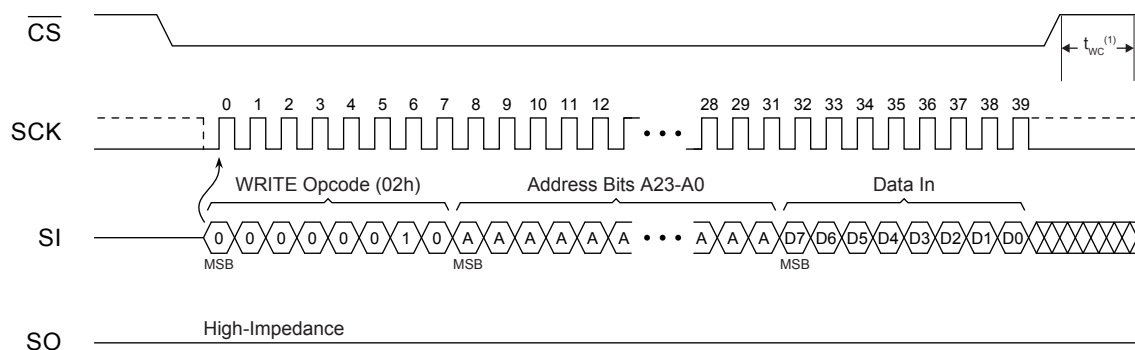 CS
t_WC(1)
0 1 2 3 4 5 6 7 8 9 10 11 12 28 29 31 32 33 34 35 36 37 38 39
SCK
WRITE Opcode (02h) Address Bits A23-A0 Data In
SI 0 0 0 0 0 0 1 0 A A A A A A A A A D7 D6 D5 D4 D3 D2 D1 D0
MSB MSB MSB
High-Impedance
SO